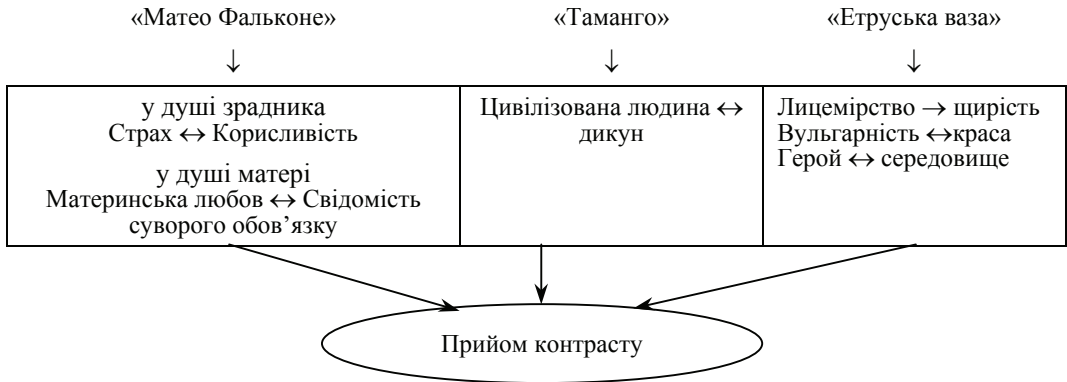 «Матео Фальконе» «Таманго» «Етруська ваза»
↓ ↓ ↓
у душі зрадника
Страх ↔ Корисливість
у душі матері
Материнська любов ↔ Свідомість
суворого обов’язку
Цивілізована людина ↔
дикун
Лицемірство → щирість
Вульгарність ↔краса
Герой ↔ середовище
Прийом контрасту